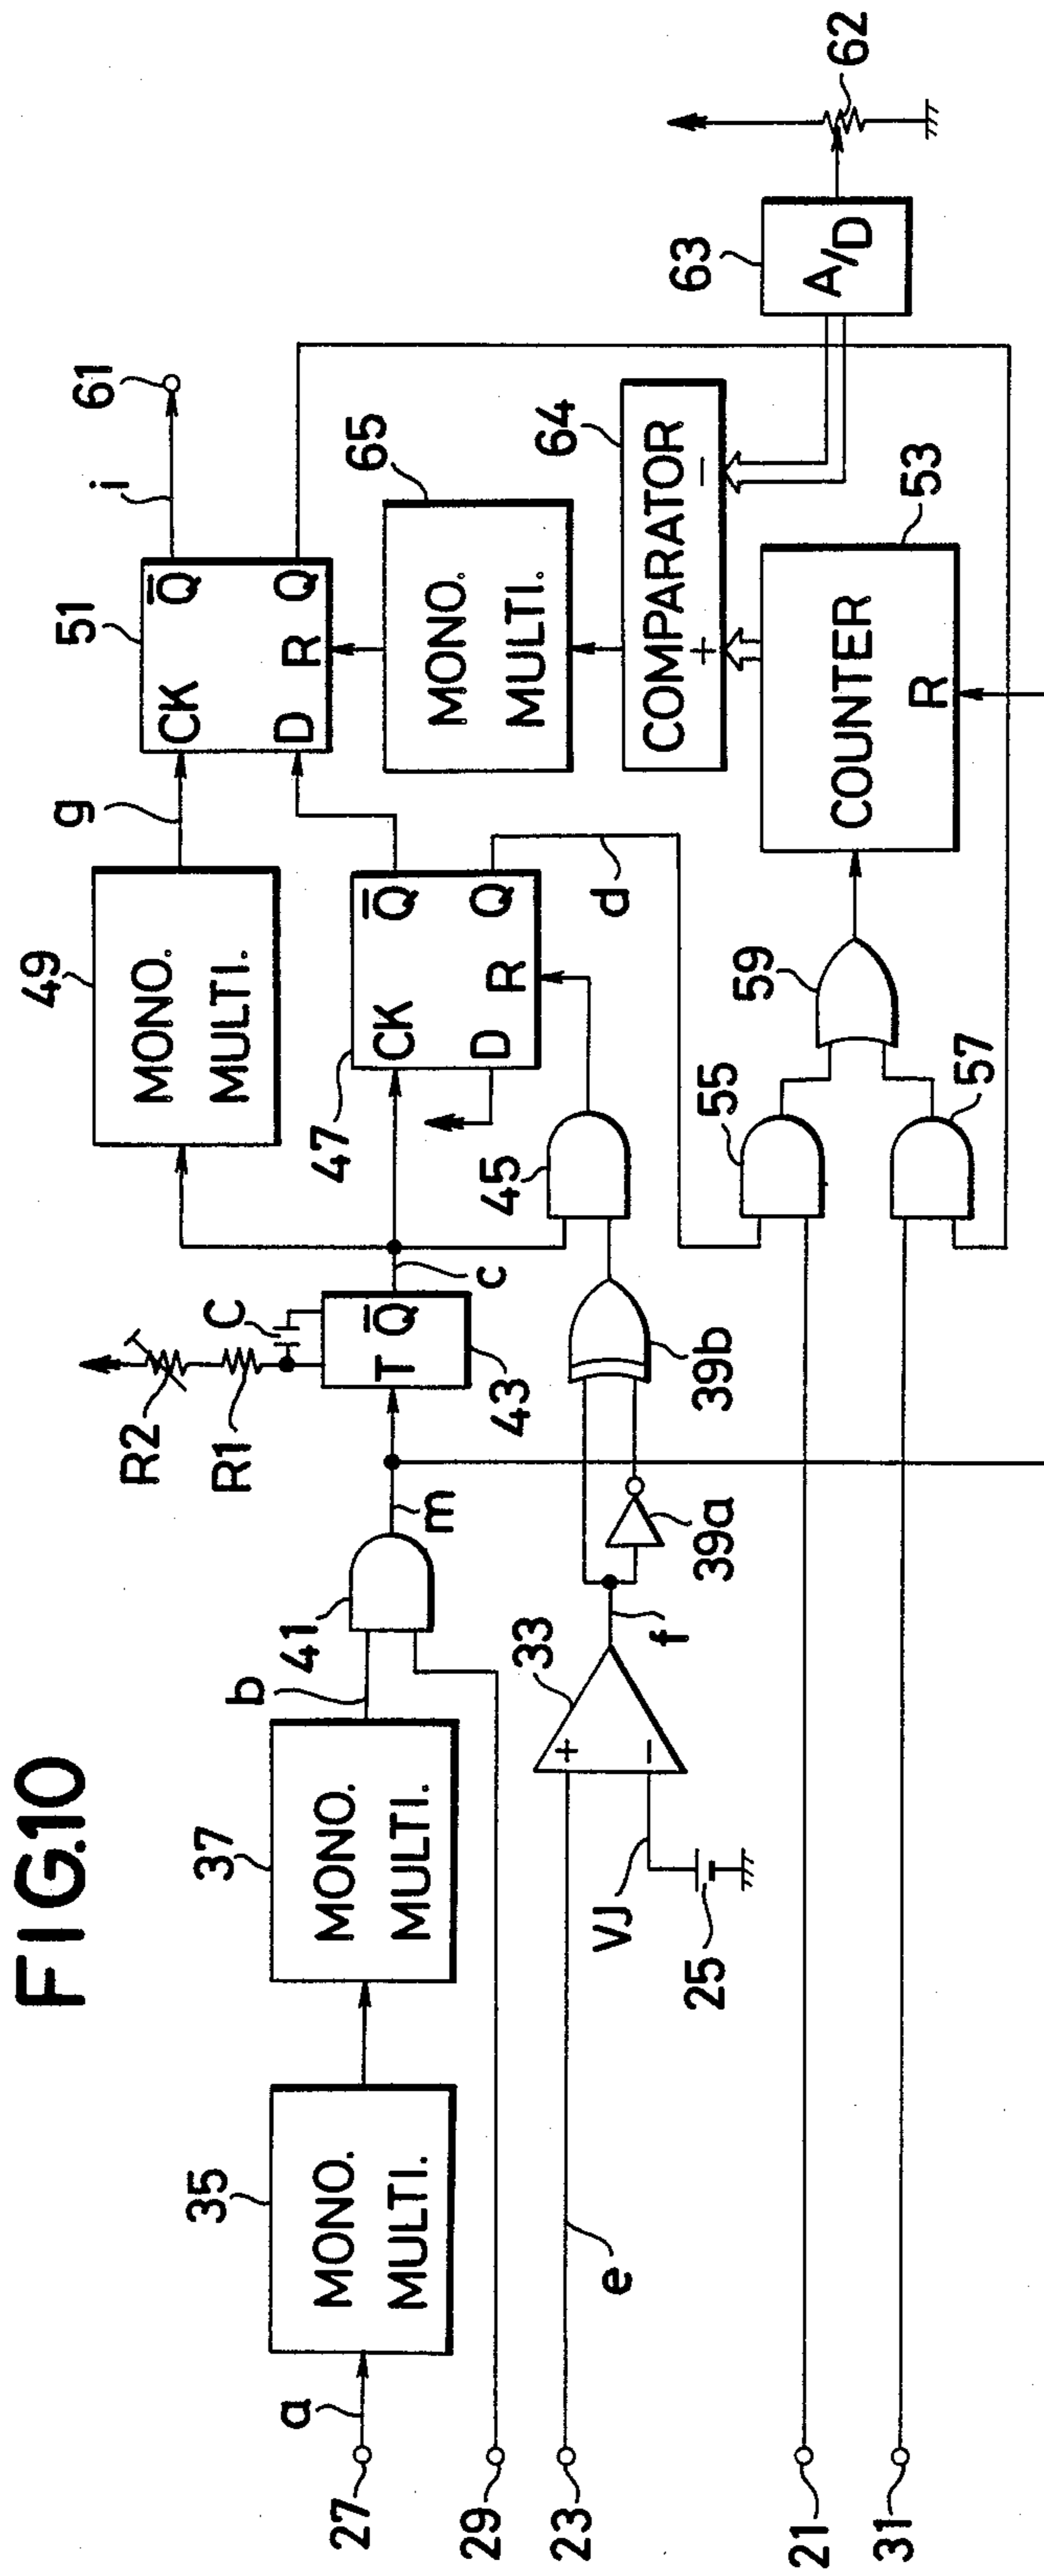 FIG.10
27
a
35
MONO.
MULTI.
37
MONO.
MULTI.
b
41
m
29
R2
R1
C
T
Q̅
43
c
49
MONO.
MULTI.
g
47
CK
Q̅
D
R
Q
d
51
CK
Q̅
D
R
Q
i
61
23
e
VJ
25
33
+
−
f
39a
39b
45
65
MONO.
MULTI.
64
COMPARATOR
+
−
63
A/D
62
21
31
55
57
59
53
COUNTER
R